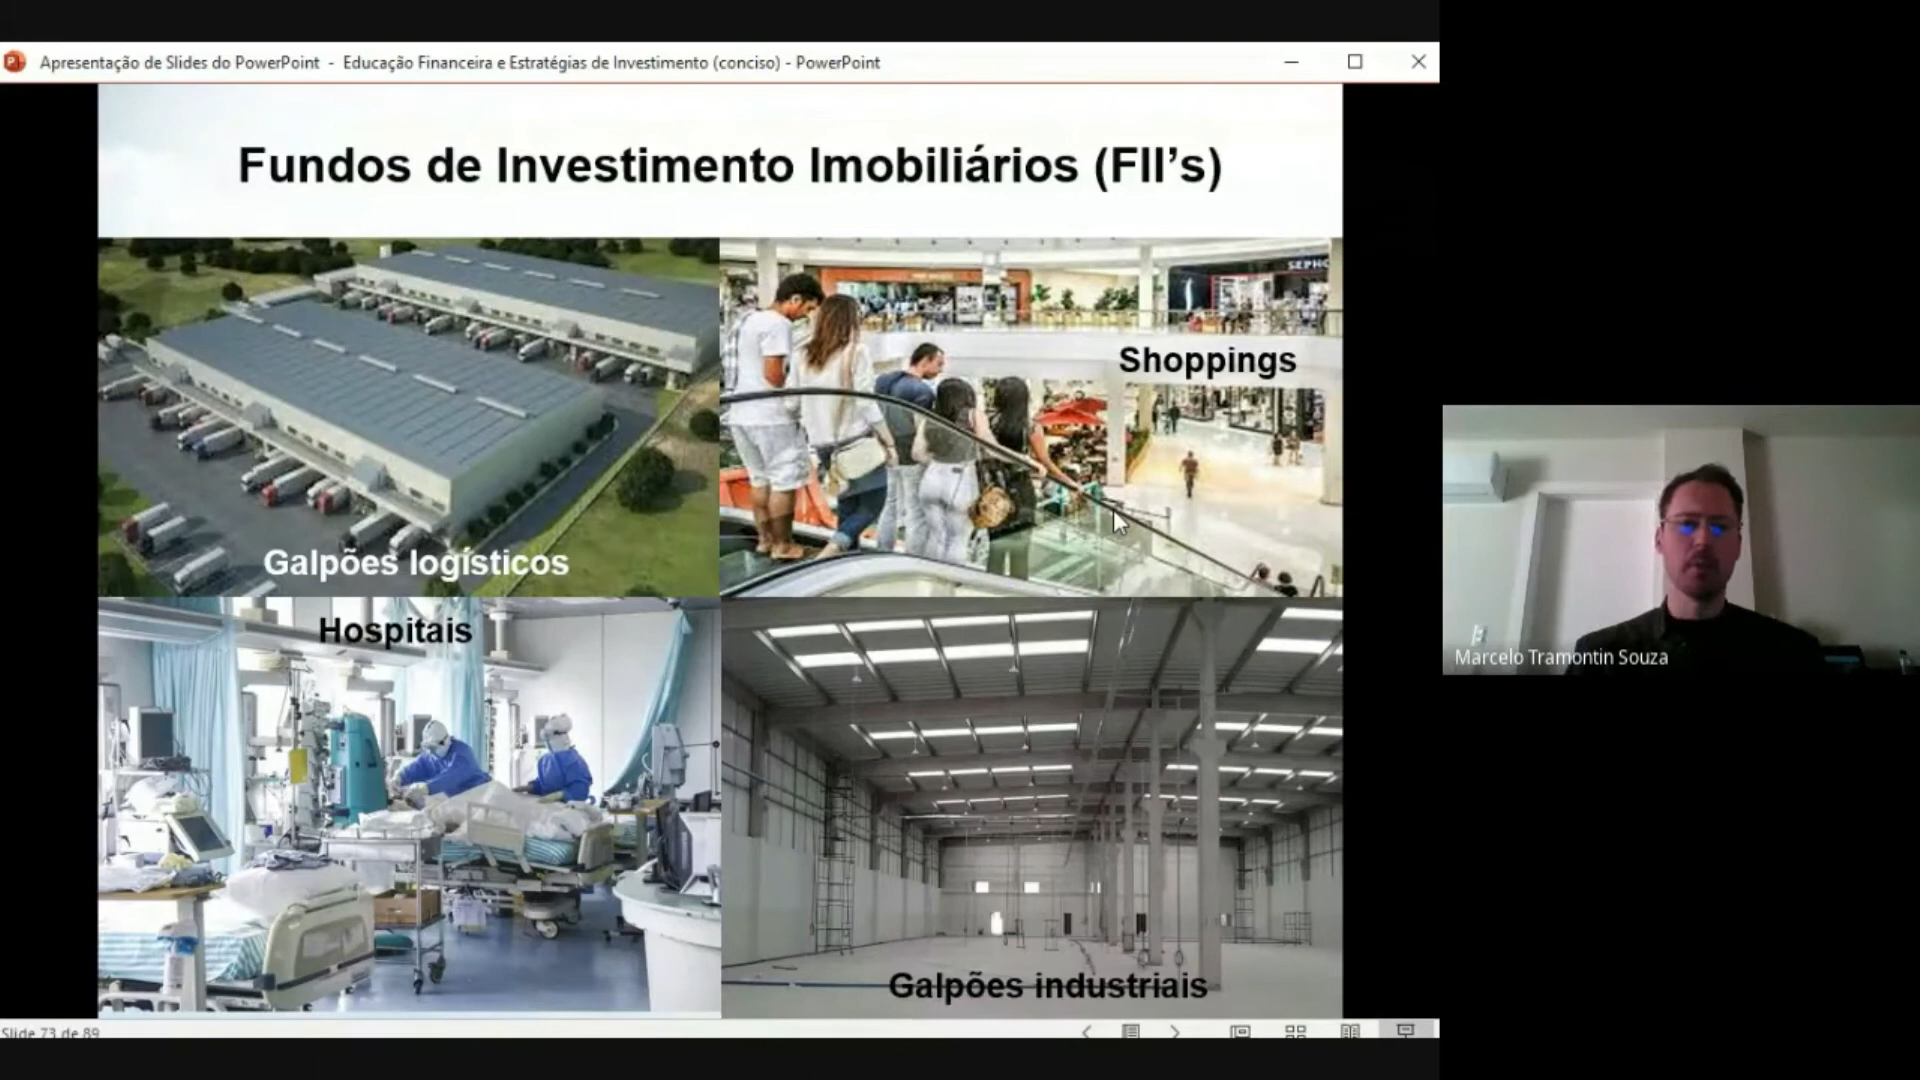 Apresentação de Slides do PowerPoint - Educação Financeira e Estratégias de Investimento (conciso) - PowerPoint
Fundos de Investimento Imobiliários (FII's)
SEPHO
Shoppings
Galpões logísticos
Hospitais
Galpões industriais
Marcelo Tramontin Souza
Slide 73 de 89